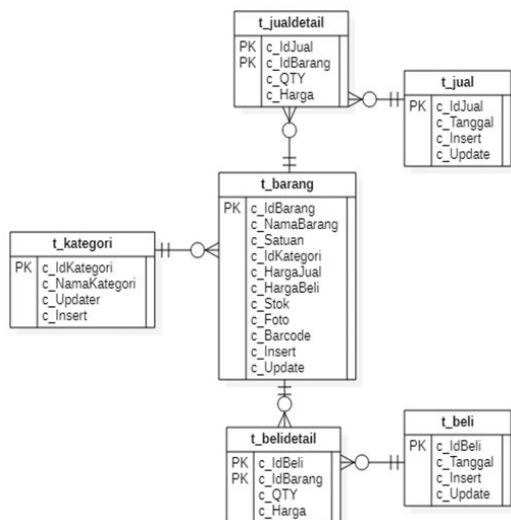 t_jualdetail
PK c_IdJual
PK c_IdBarang
c_QTY
c_Harga
t_jual
PK c_IdJual
c_Tanggal
c_Insert
c_Update
t_barang
PK c_IdBarang
c_NamaBarang
c_Satuan
c_IdKategori
c_HargaJual
c_HargaBeli
c_Stok
c_Foto
c_Barcode
c_Insert
c_Update
t_kategori
PK c_IdKategori
c_NamaKategori
c_Updater
c_Insert
t_belidetail
PK c_IdBeli
PK c_IdBarang
c_QTY
c_Harga
t_beli
PK c_IdBeli
c_Tanggal
c_Insert
c_Update